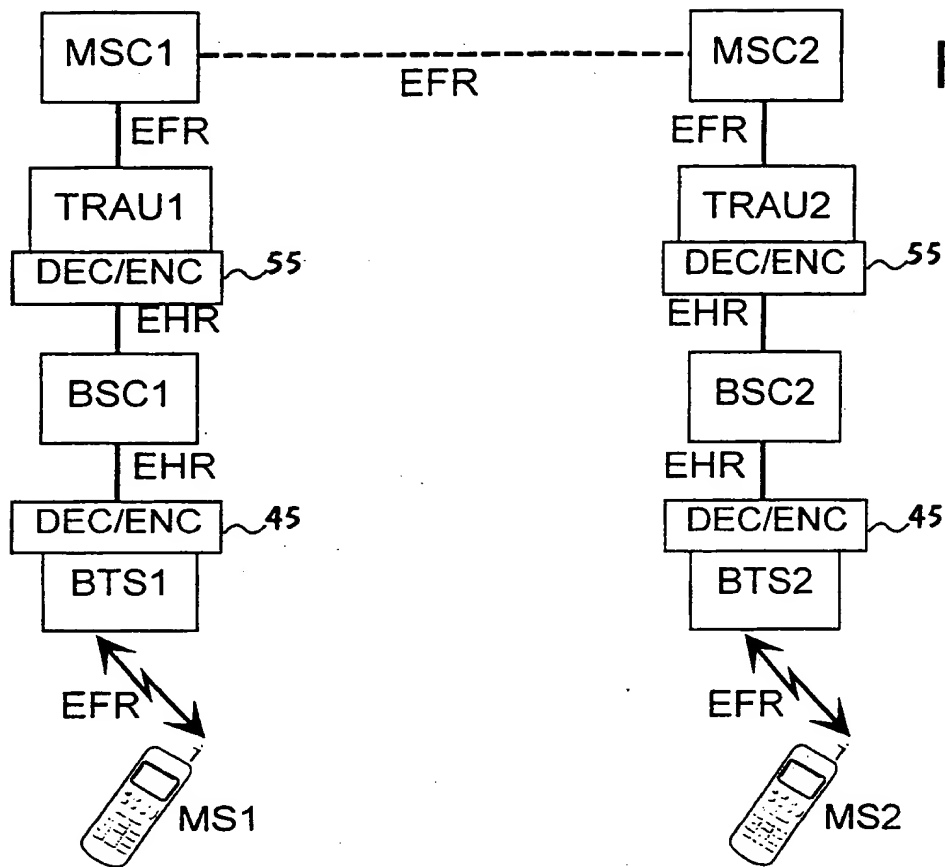 MSC1
MSC2
EFR
EFR
EFR
TRAU1
TRAU2
DEC/ENC
55
DEC/ENC
55
EHR
EHR
BSC1
BSC2
EHR
EHR
DEC/ENC
45
DEC/ENC
45
BTS1
BTS2
EFR
EFR
MS1
MS2